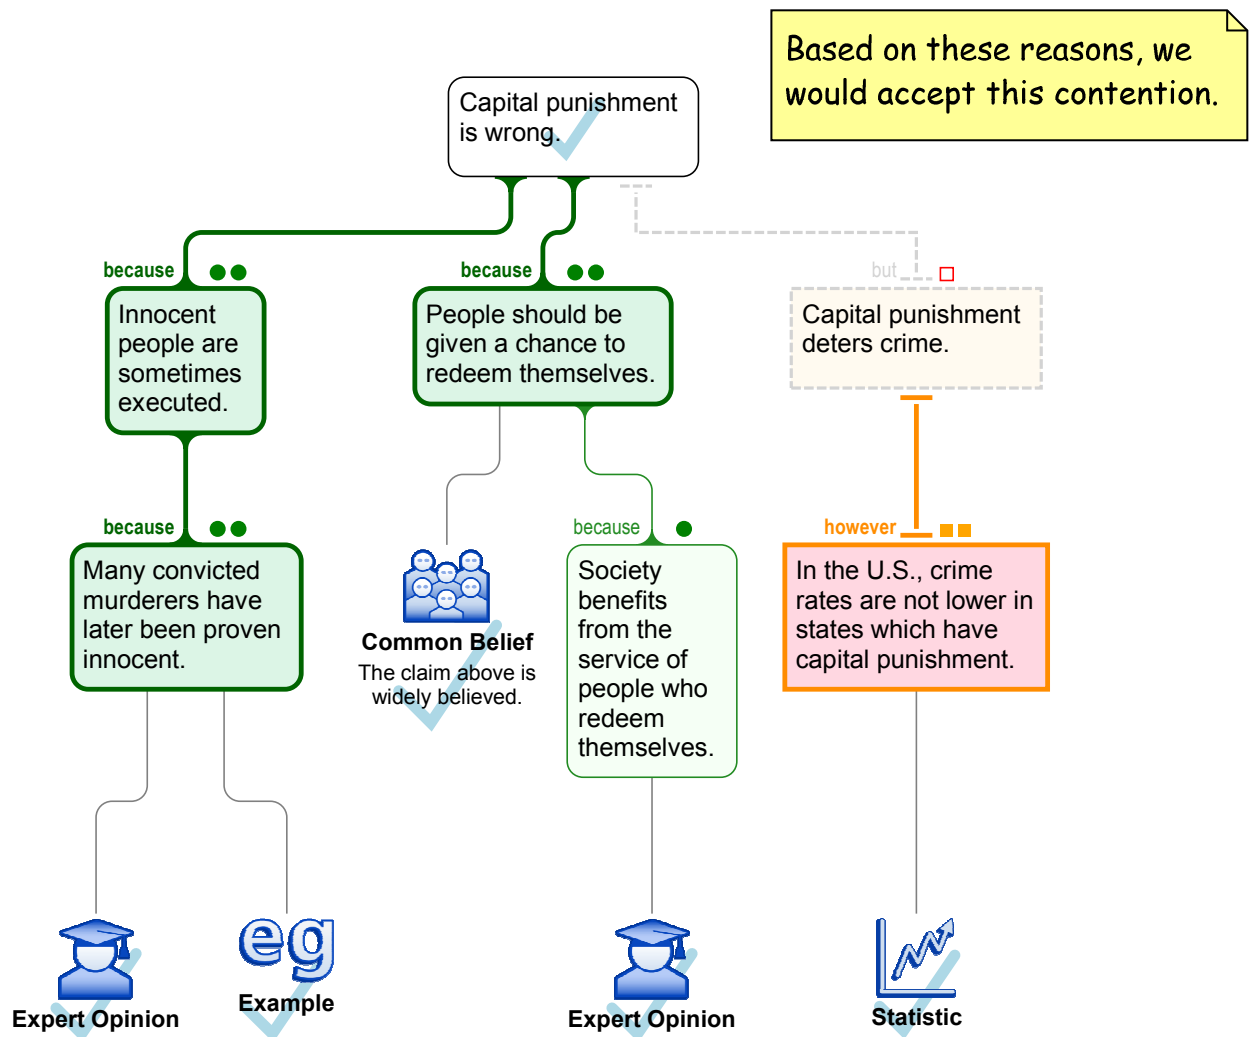 Based on these reasons, we
would accept this contention.
Capital punishment
is wrong.
because
Innocent
people are
sometimes
executed.
because
People should be
given a chance to
redeem themselves.
but
Capital punishment
deters crime.
because
Many convicted
murderers have
later been proven
innocent.
Common Belief
The claim above is
widely believed.
because
Society
benefits
from the
service of
people who
redeem
themselves.
however
In the U.S., crime
rates are not lower in
states which have
capital punishment.
Expert Opinion
eg
Example
Expert Opinion
Statistic